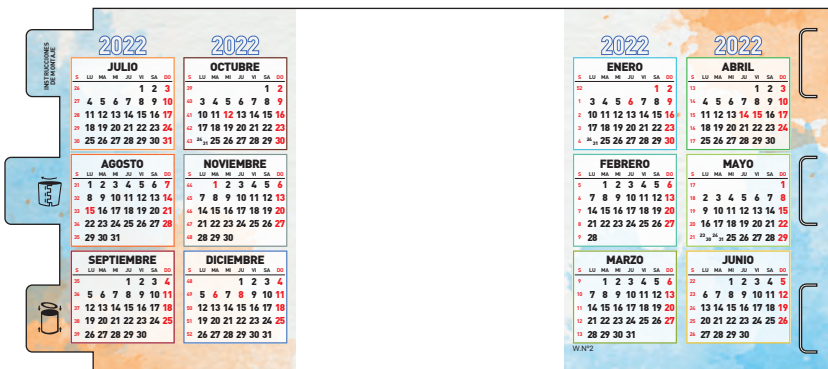 INSTRUCCIONES
DE MONTAJE
2022
JULIO
S LU MA MI JU VI SA DO
26 1 2 3
27 4 5 6 7 8 9 10
28 11 12 13 14 15 16 17
29 18 19 20 21 22 23 24
30 25 26 27 28 29 30 31
AGOSTO
S LU MA MI JU VI SA DO
31 1 2 3 4 5 6 7
32 8 9 10 11 12 13 14
33 15 16 17 18 19 20 21
34 22 23 24 25 26 27 28
35 29 30 31
SEPTIEMBRE
S LU MA MI JU VI SA DO
35 1 2 3 4
36 5 6 7 8 9 10 11
37 12 13 14 15 16 17 18
38 19 20 21 22 23 24 25
39 26 27 28 29 30
2022
OCTUBRE
S LU MA MI JU VI SA DO
39 1 2
40 3 4 5 6 7 8 9
41 10 11 12 13 14 15 16
42 17 18 19 20 21 22 23
43 24 31 25 26 27 28 29 30
NOVIEMBRE
S LU MA MI JU VI SA DO
44 1 2 3 4 5 6
45 7 8 9 10 11 12 13
46 14 15 16 17 18 19 20
47 21 22 23 24 25 26 27
48 28 29 30
DICIEMBRE
S LU MA MI JU VI SA DO
48 1 2 3 4
49 5 6 7 8 9 10 11
50 12 13 14 15 16 17 18
51 19 20 21 22 23 24 25
52 26 27 28 29 30 31
2022
ENERO
S LU MA MI JU VI SA DO
52 1 2
1 3 4 5 6 7 8 9
2 10 11 12 13 14 15 16
3 17 18 19 20 21 22 23
4 24 31 25 26 27 28 29 30
FEBRERO
S LU MA MI JU VI SA DO
5 1 2 3 4 5 6
6 7 8 9 10 11 12 13
7 14 15 16 17 18 19 20
8 21 22 23 24 25 26 27
9 28
MARZO
S LU MA MI JU VI SA DO
9 1 2 3 4 5 6
10 7 8 9 10 11 12 13
11 14 15 16 17 18 19 20
12 21 22 23 24 25 26 27
13 28 29 30 31
W.Nº2
2022
ABRIL
S LU MA MI JU VI SA DO
13 1 2 3
14 4 5 6 7 8 9 10
15 11 12 13 14 15 16 17
16 18 19 20 21 22 23 24
17 25 26 27 28 29 30
MAYO
S LU MA MI JU VI SA DO
17 1
18 2 3 4 5 6 7 8
19 9 10 11 12 13 14 15
20 16 17 18 19 20 21 22
21 23 30 24 31 25 26 27 28 29
JUNIO
S LU MA MI JU VI SA DO
22 1 2 3 4 5
23 6 7 8 9 10 11 12
24 13 14 15 16 17 18 19
25 20 21 22 23 24 25 26
26 27 28 29 30